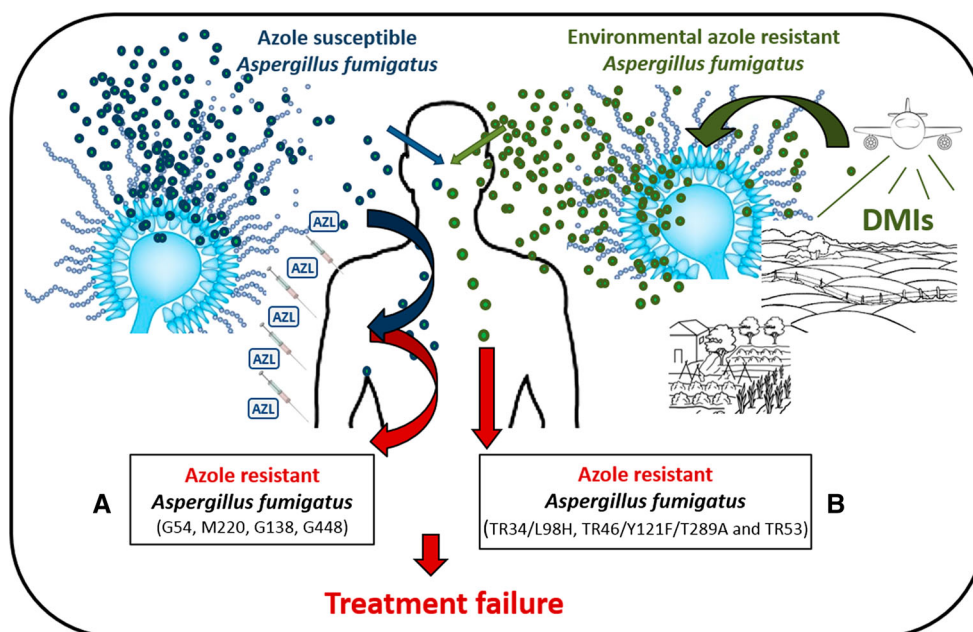 Azole susceptible
Aspergillus fumigatus
Environmental azole resistant
Aspergillus fumigatus
DMIs
AZL
AZL
AZL
AZL
A
Azole resistant
Aspergillus fumigatus
(G54, M220, G138, G448)
Azole resistant
Aspergillus fumigatus
(TR34/L98H, TR46/Y121F/T289A and TR53)
B
Treatment failure